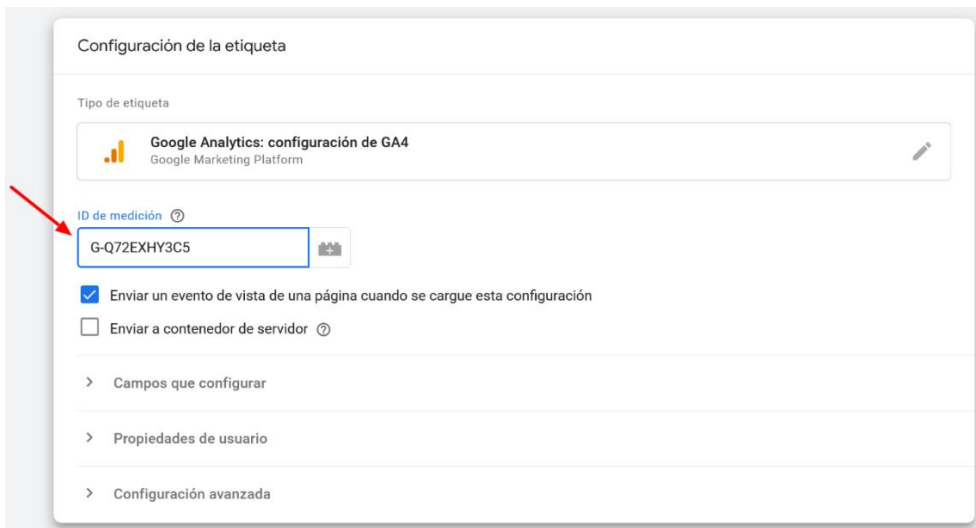 Configuración de la etiqueta
Tipo de etiqueta
Google Analytics: configuración de GA4
Google Marketing Platform
ID de medición
G-Q72EXHY3C5
Enviar un evento de vista de una página cuando se cargue esta configuración
Enviar a contenedor de servidor
Campos que configurar
Propiedades de usuario
Configuración avanzada